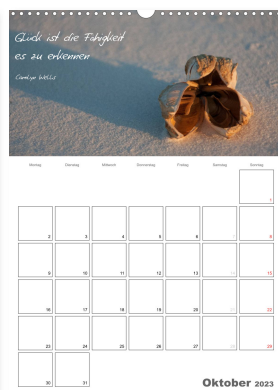 Glück ist die Fähigkeit
es zu erkennen
Carolyn Wells
Montag Dienstag Mittwoch Donnerstag Freitag Samstag Sonntag
1
2 3 4 5 6 7 8
9 10 11 12 13 14 15
16 17 18 19 20 21 22
23 24 25 26 27 28 29
30 31
Oktober 2023